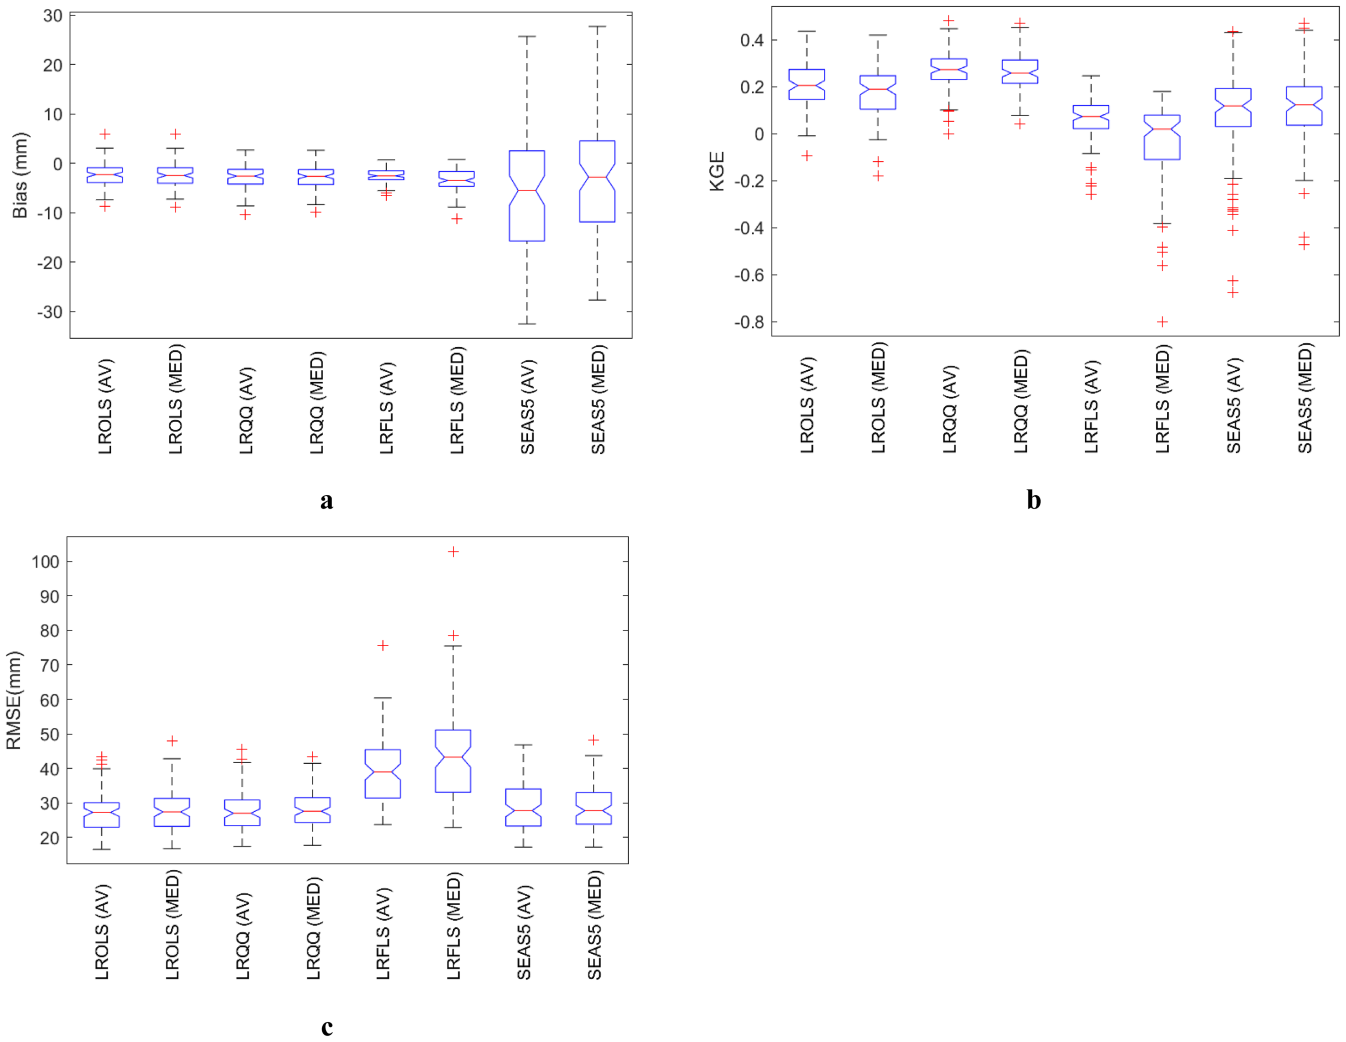 30
20
10
0
-10
-20
-30
Bias (mm)
LROLS (AV)
LROLS (MED)
LRQQ (AV)
LRQQ (MED)
LRFLS (AV)
LRFLS (MED)
SEAS5 (AV)
SEAS5 (MED)
a
0.4
0.2
0
-0.2
-0.4
-0.6
-0.8
KGE
LROLS (AV)
LROLS (MED)
LRQQ (AV)
LRQQ (MED)
LRFLS (AV)
LRFLS (MED)
SEAS5 (AV)
SEAS5 (MED)
b
100
90
80
70
60
50
40
30
20
RMSE(mm)
LROLS (AV)
LROLS (MED)
LRQQ (AV)
LRQQ (MED)
LRFLS (AV)
LRFLS (MED)
SEAS5 (AV)
SEAS5 (MED)
c